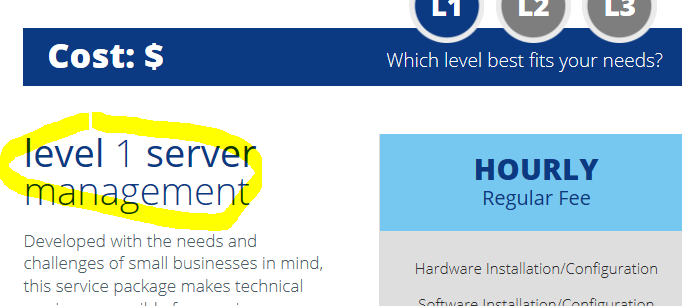 L1 L2 L3
Cost: $
Which level best fits your needs?
level 1 server
management
HOURLY
Regular Fee
Developed with the needs and
challenges of small businesses in mind,
this service package makes technical
Hardware Installation/Configuration
Software Installation/Configuration